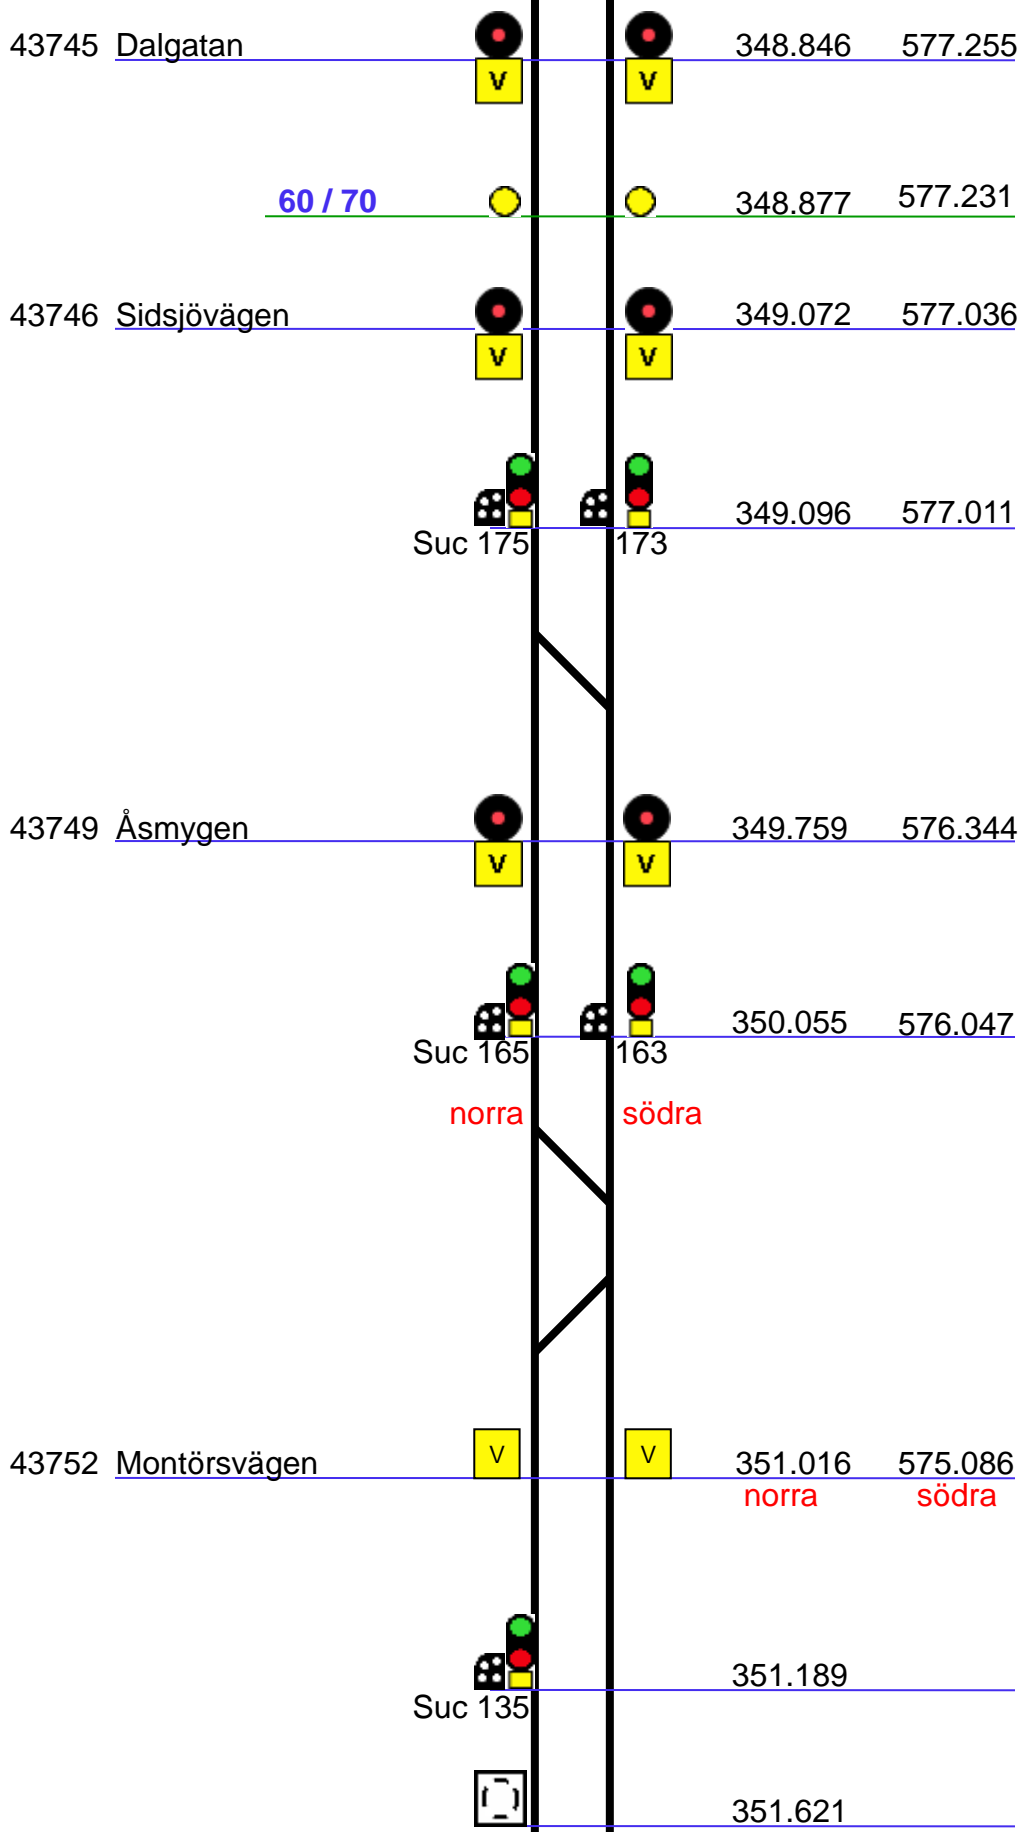 43745 Dalgatan 348.846 577.255
V V
60 / 70 348.877 577.231
43746 Sidsjövägen 349.072 577.036
V V
349.096 577.011
Suc 175 173
43749 Åsmygen 349.759 576.344
V V
350.055 576.047
Suc 165 163
norra södra
43752 Montörsvägen V V 351.016 575.086
norra södra
351.189
Suc 135
351.621